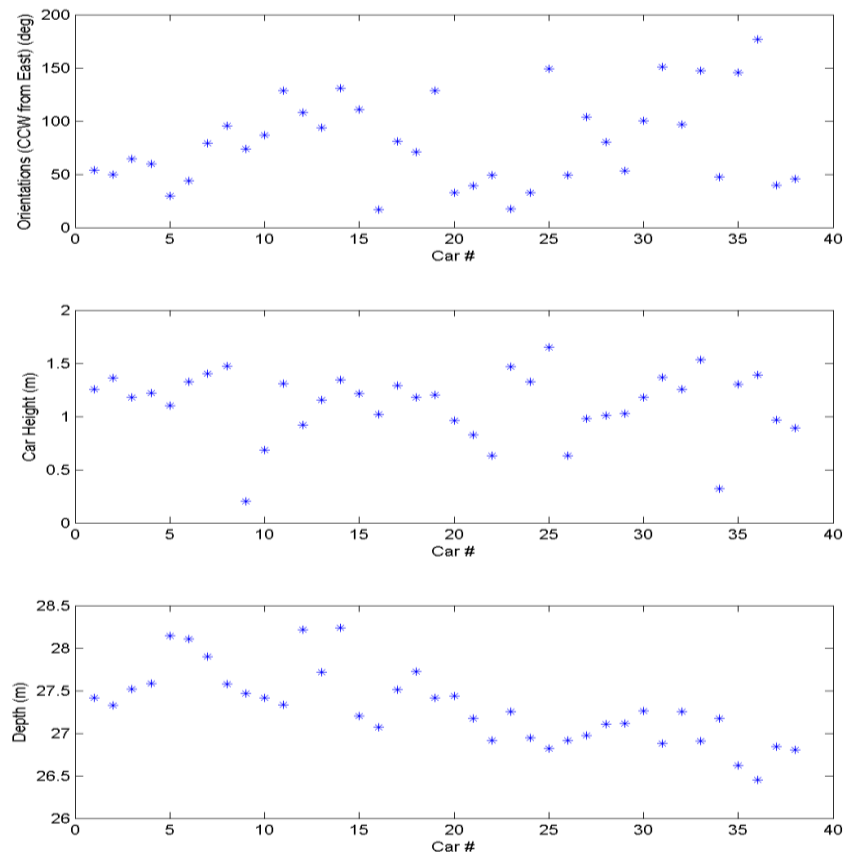 Orientations (CCW from East) (deg)
200
150
100
50
0
0 5 10 15 20 25 30 35 40
Car #
Car Height (m)
2
1.5
1
0.5
0
0 5 10 15 20 25 30 35 40
Car #
Depth (m)
28.5
28
27.5
27
26.5
26
0 5 10 15 20 25 30 35 40
Car #